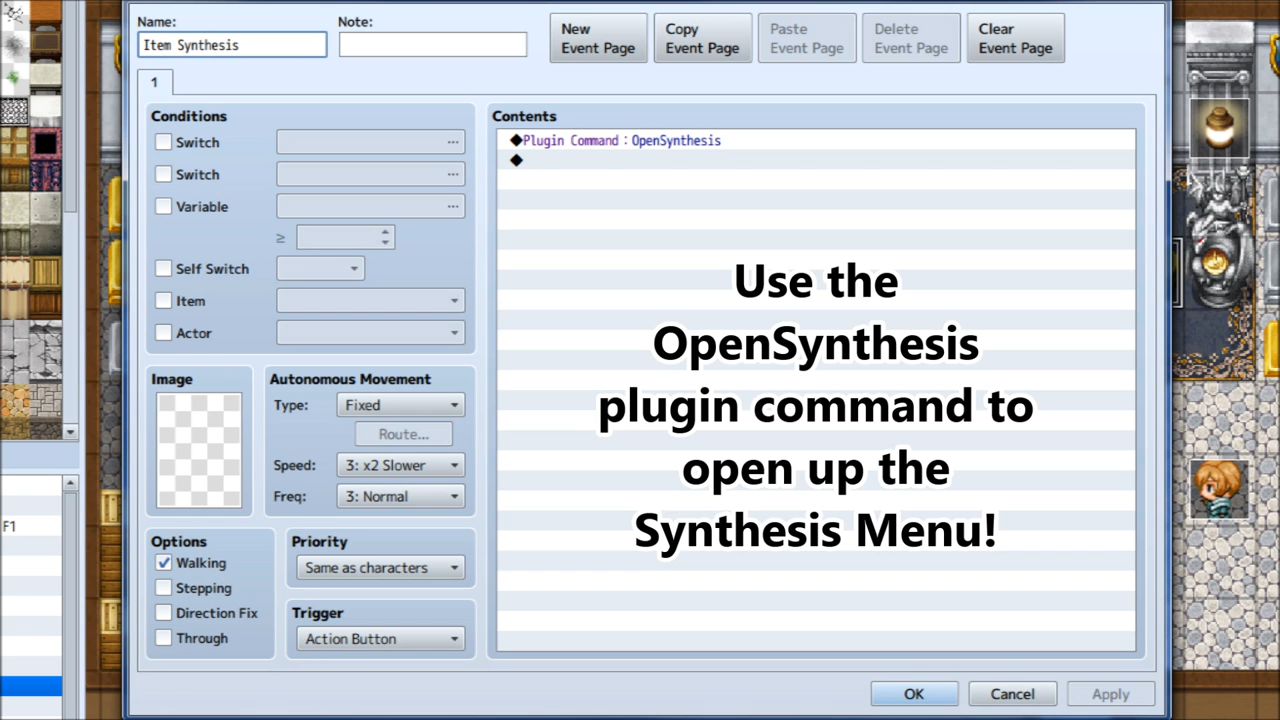 Name:
Note:
Item Synthesis
New
Event Page
Copy
Event Page
Paste
Event Page
Delete
Event Page
Clear
Event Page
1
Conditions
Switch
...
Switch
...
Variable
...
≥
Self Switch
Item
Actor
Image
Autonomous Movement
Type:
Fixed
Route...
Speed:
3: x2 Slower
Freq:
3: Normal
Options
Walking
Stepping
Direction Fix
Through
Priority
Same as characters
Trigger
Action Button
Contents
◆Plugin Command : OpenSynthesis
◆
Use the
OpenSynthesis
plugin command to
open up the
Synthesis Menu!
F1
OK
Cancel
Apply